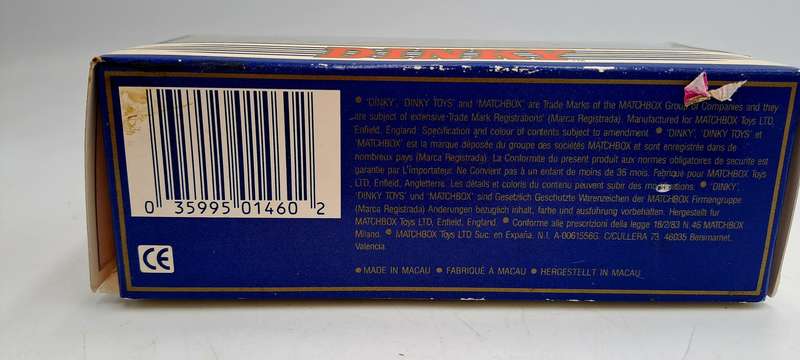 DINKY
● 'DINKY', 'DINKY TOYS' and 'MATCHBOX' are Trade Marks of the MATCHBOX Group of Companies and they
are subject of extensive Trade Mark Registrations' (Marca Registrada). Manufactured for MATCHBOX Toys LTD,
Enfield, England. Specification and colour of contents subject to amendment. ● 'DINKY', 'DINKY TOYS' et
'MATCHBOX' est la marque déposée du groupe des sociétés MATCHBOX et sont enregistrée dans de
nombreux pays (Marca Registrada). La Conformite du present produit aux normes obligatoires de securite est
garantie par L'importateur. Ne Convient pas à un enfant de moins de 36 mois. Fabriqué pour MATCHBOX Toys
LTD, Enfield, Angleterre. Les détails et coloris du contenu peuvent subir des modifications. ● 'DINKY',
'DINKY TOYS' und 'MATCHBOX' sind Gesetzlich Geschutzte Warenzeichen der MATCHBOX Firmengruppe
(Marca Registrada) Anderungen bezuglich inhalt, farbe und ausfuhrung vorbehalten. Hergestellt fur
MATCHBOX Toys LTD, Enfield, England. ● Conforme alle prescrizioni della legge 18/2/83 N.46 MATCHBOX
Milano. ● MATCHBOX Toys LTD Suc. en España. N.I. A-0061556G. C/CULLERA 73. 46035 Benimamet.
Valencia.
0 35995 01460 2
CE
● MADE IN MACAU ● FABRIQUÉ A MACAU ● HERGESTELLT IN MACAU.